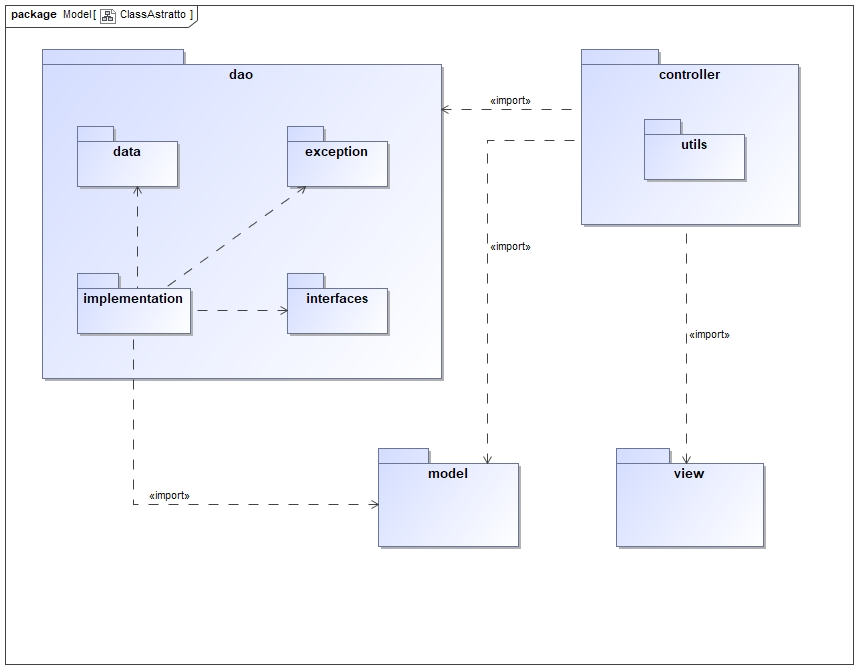 package Model[ ClassAstratto ]
dao
controller
«import»
utils
data
exception
«import»
implementation
interfaces
«import»
model
view
«import»